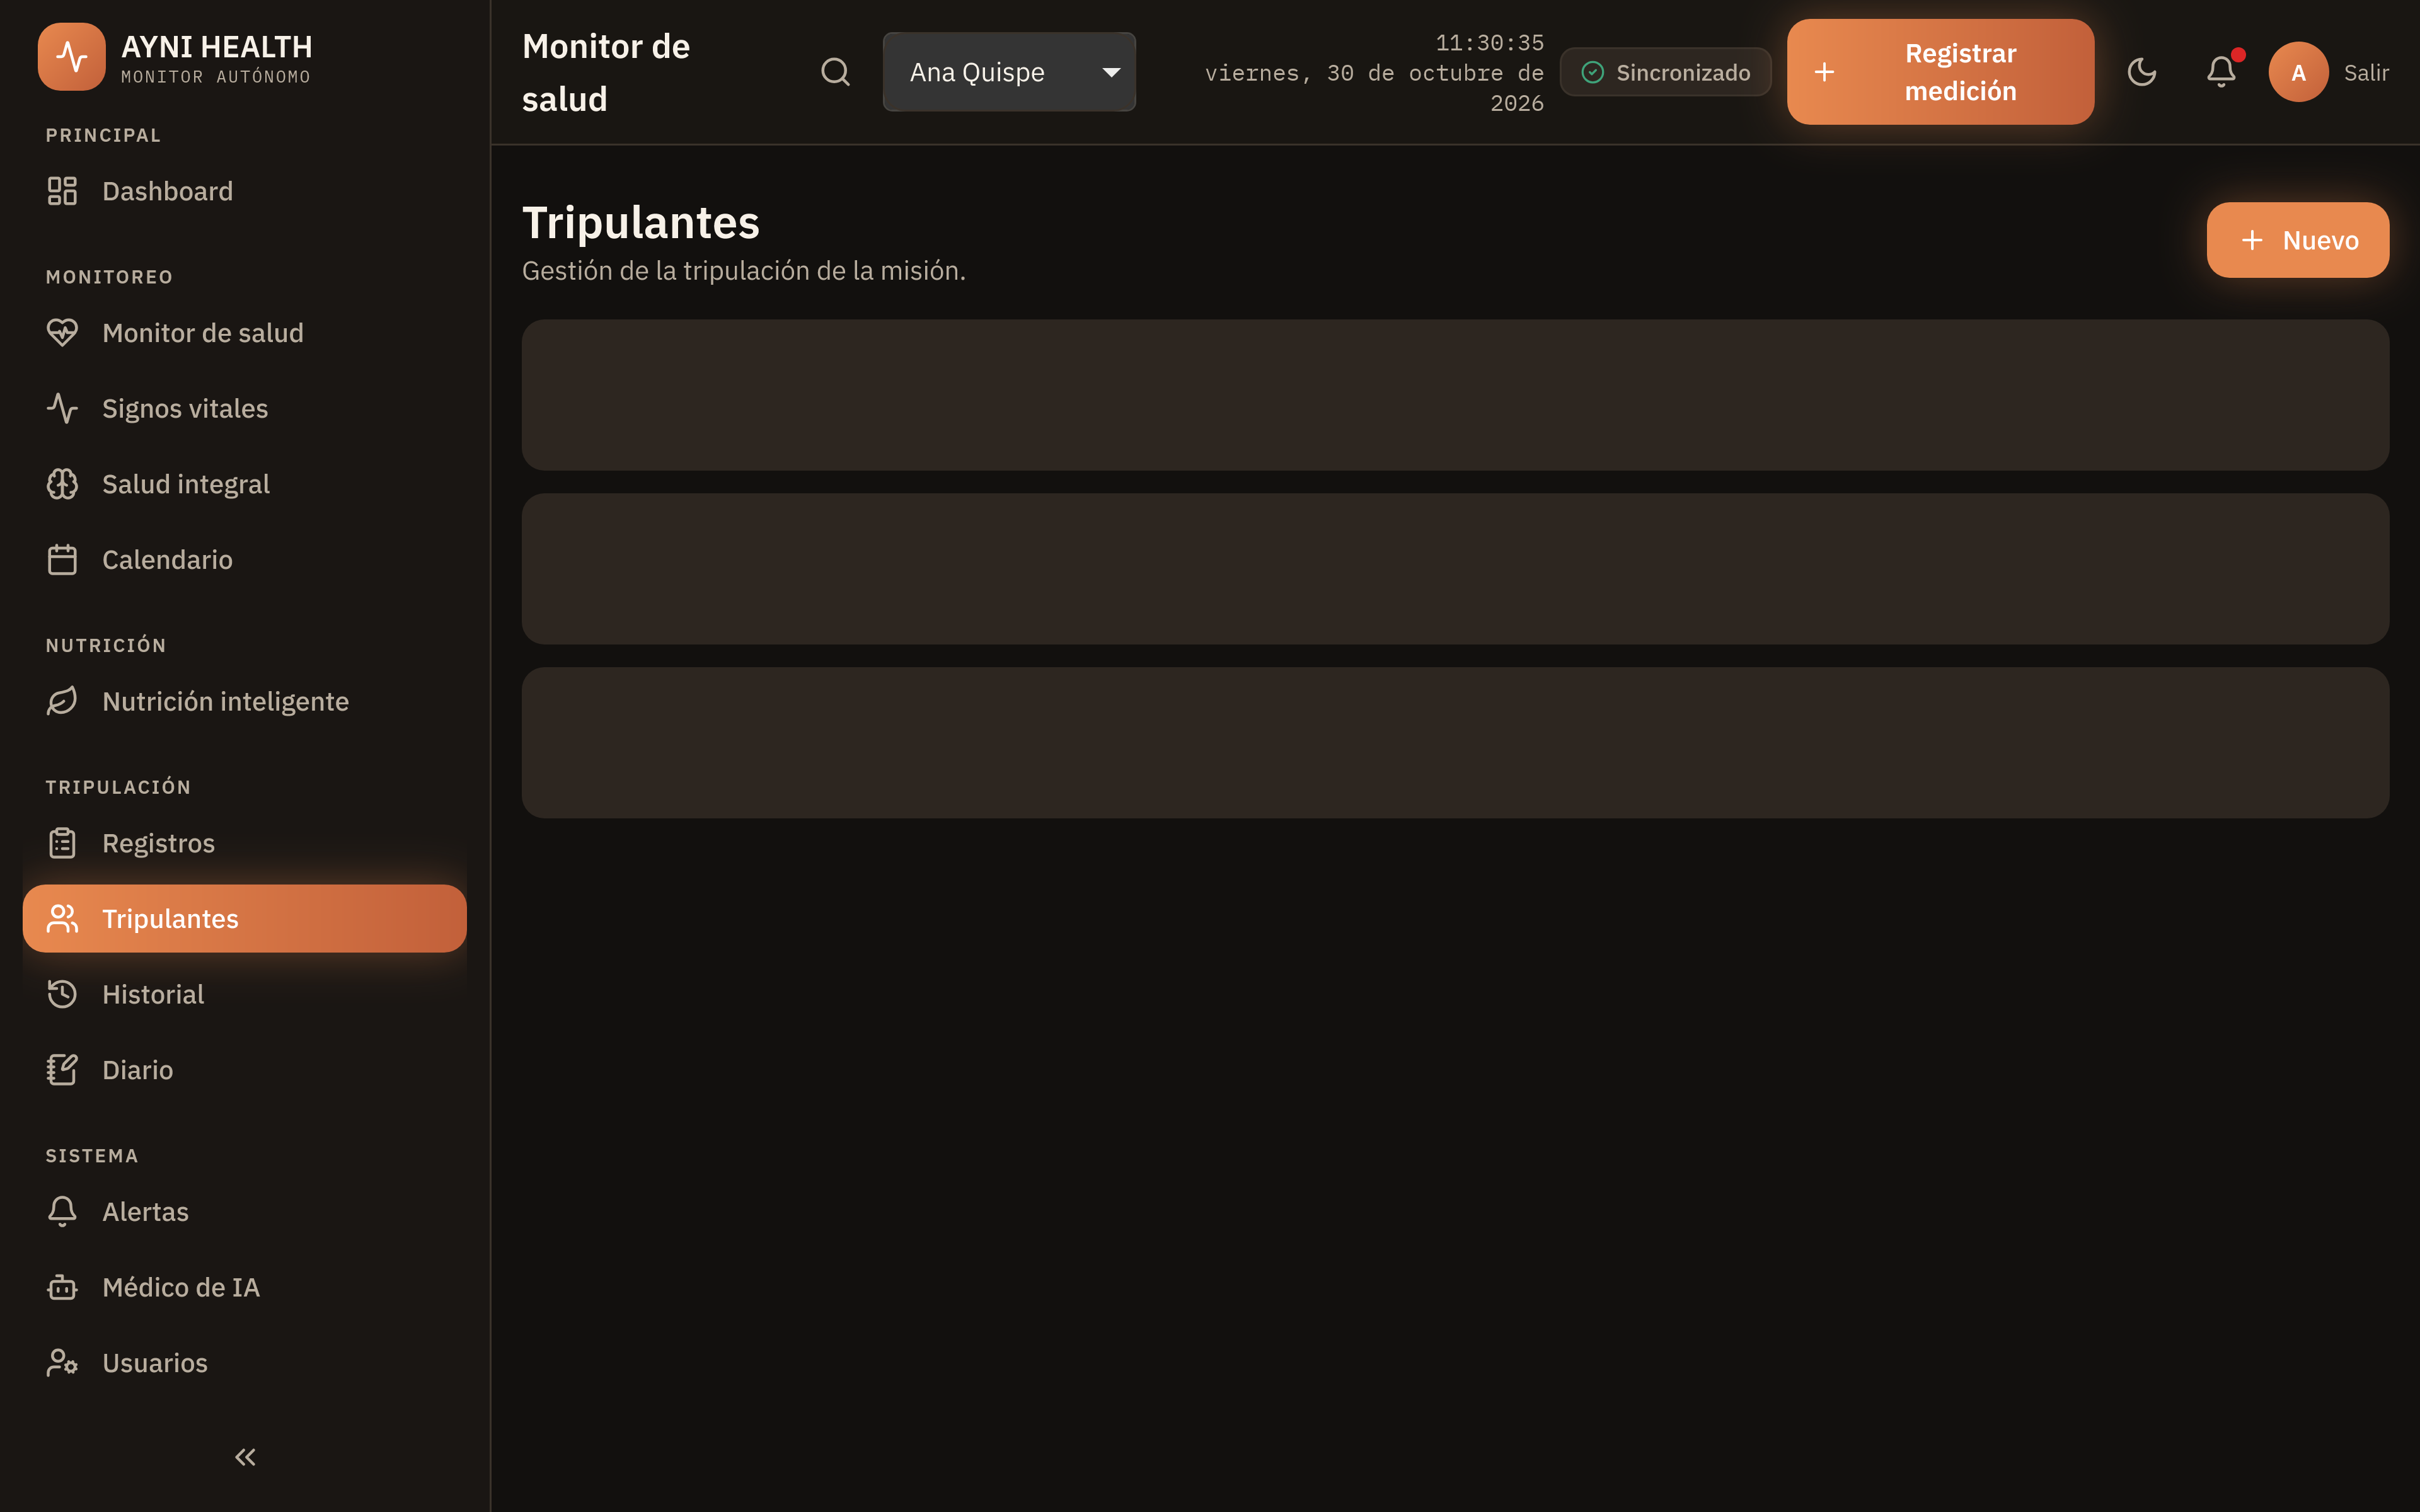 AYNI HEALTH
MONITOR AUTÓNOMO
PRINCIPAL
Dashboard
MONITOREO
Monitor de salud
Signos vitales
Salud integral
Calendario
NUTRICIÓN
Nutrición inteligente
TRIPULACIÓN
Registros
Tripulantes
Historial
Diario
SISTEMA
Alertas
Médico de IA
Usuarios
Monitor de
salud
Ana Quispe
11:30:35
viernes, 30 de octubre de
2026
Sincronizado
Registrar
medición
A
Salir
Tripulantes
Gestión de la tripulación de la misión.
Nuevo